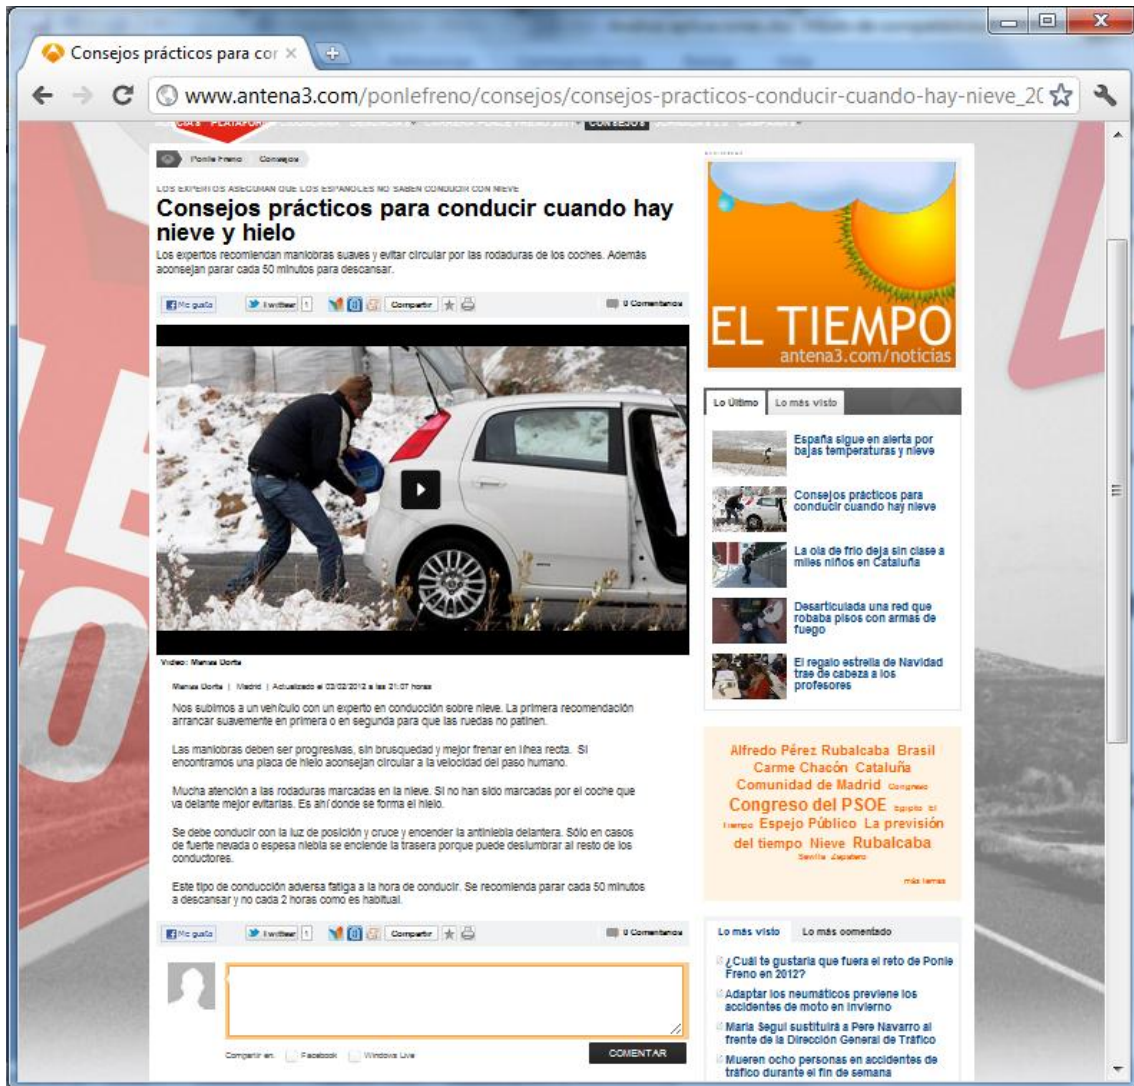 Consejos prácticos para cor
www.antena3.com/ponlefreno/consejos/consejos-practicos-conducir-cuando-hay-nieve_20
CONSEJOS
Ponle Freno Consejos
LOS EXPERTOS ASEGURAN QUE LOS ESPAÑOLES NO SABEN CONDUCIR CON NIEVE
Consejos prácticos para conducir cuando hay
nieve y hielo
Los expertos recomiendan maniobras suaves y evitar circular por las rodaduras de los coches. Además
aconsejan parar cada 50 minutos para descansar.
Me gusta Twittear 1 Compartir 0 Comentarios
Vídeo: Marisa Dorta
Marisa Dorta | Madrid | Actualizado el 03/02/2012 a las 21:07 horas
Nos subimos a un vehículo con un experto en conducción sobre nieve. La primera recomendación
arrancar suavemente en primera o en segunda para que las ruedas no patinen.
Las maniobras deben ser progresivas, sin brusquedad y mejor frenar en línea recta. Si
encontramos una placa de hielo aconsejan circular a la velocidad del paso humano.
Mucha atención a las rodaduras marcadas en la nieve. Si no han sido marcadas por el coche que
va delante mejor evitarlas. Es ahí donde se forma el hielo.
Se debe conducir con la luz de posición y cruce y encender la antiniebla delantera. Sólo en casos
de fuerte nevada o espesa niebla se enciende la trasera porque puede deslumbrar al resto de los
conductores.
Este tipo de conducción adversa fatiga a la hora de conducir. Se recomienda parar cada 50 minutos
a descansar y no cada 2 horas como es habitual.
Me gusta Twittear 1 Compartir 0 Comentarios
Compartir en: Facebook Windows Live
COMENTAR
EL TIEMPO
antena3.com/noticias
Lo Último Lo más visto
España sigue en alerta por
bajas temperaturas y nieve
Consejos prácticos para
conducir cuando hay nieve
La ola de frío deja sin clase a
miles niños en Cataluña
Desarticulada una red que
robaba pisos con armas de
fuego
El regalo estrella de Navidad
trae de cabeza a los
profesores
Alfredo Pérez Rubalcaba Brasil
Carme Chacón Cataluña
Comunidad de Madrid Congreso
Congreso del PSOE Egipto El
Tiempo Espejo Público La previsión
del tiempo Nieve Rubalcaba
Sevilla Zapatero
más temas
Lo más visto Lo más comentado
¿Cuál te gustaría que fuera el reto de Ponle
Freno en 2012?
Adaptar los neumáticos previene los
accidentes de moto en invierno
María Seguí sustituirá a Pere Navarro al
frente de la Dirección General de Tráfico
Mueren ocho personas en accidentes de
tráfico durante el fin de semana